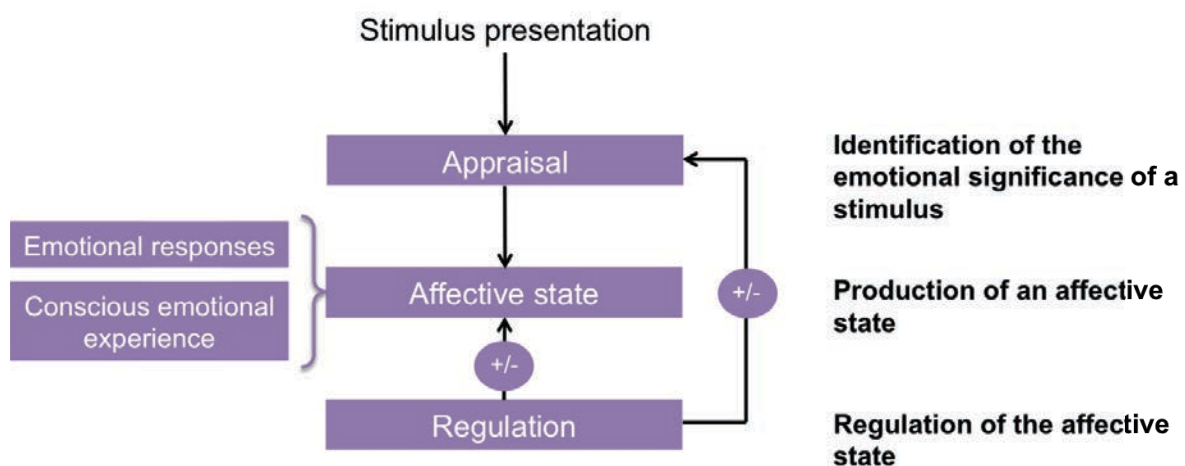 Stimulus presentation
Appraisal
Identification of the
emotional significance of a
stimulus
Emotional responses
Conscious emotional
experience
Affective state
+/-
Production of an affective
state
+/-
Regulation
Regulation of the affective
state